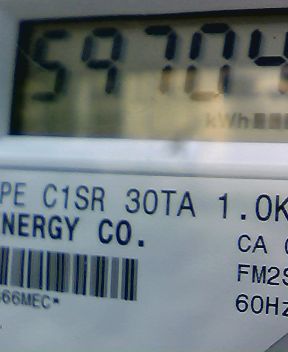 59704
kWh
PE C1SR 30TA 1.0K
NERGY CO.
CA
FM2S
60Hz
66MEC*